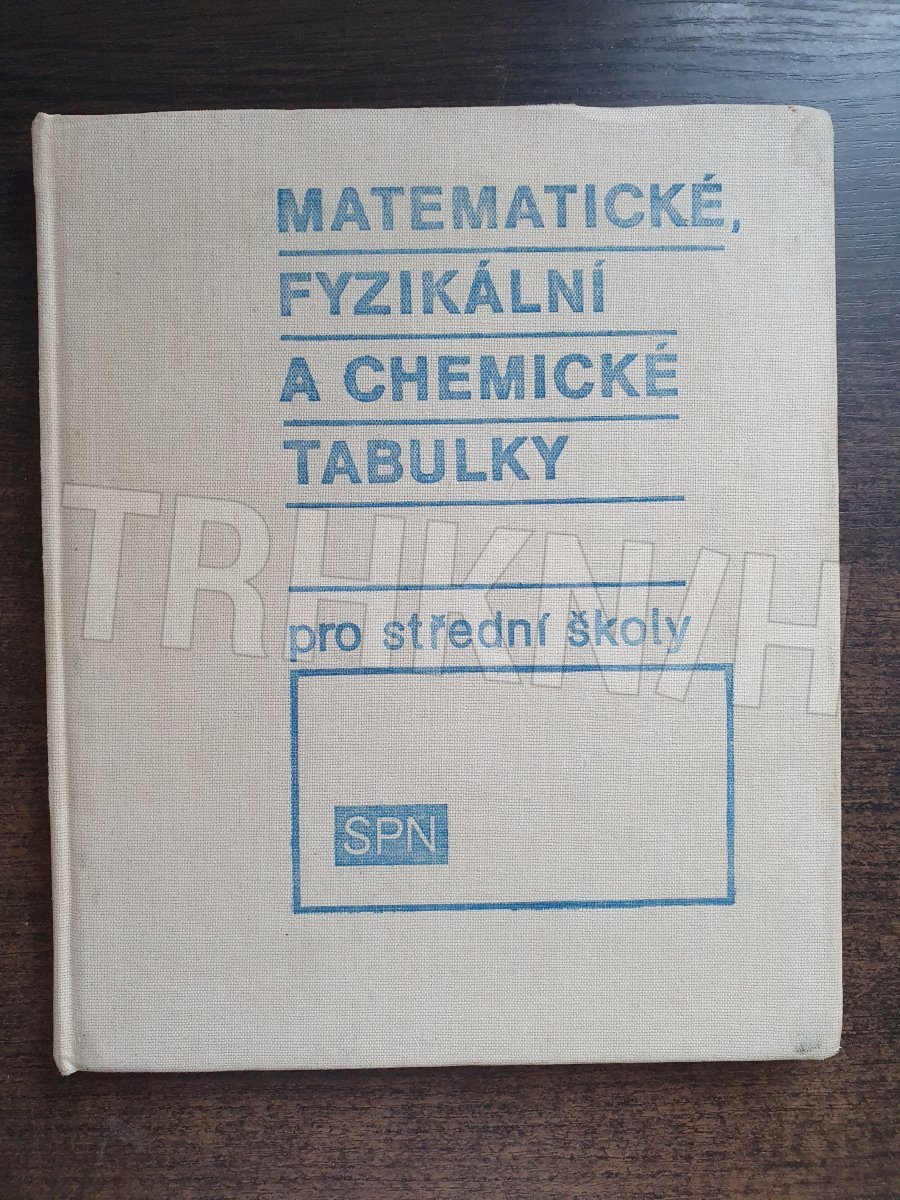 MATEMATICKÉ,
FYZIKÁLNÍ
A CHEMICKÉ
TABULKY
TRHKNIH
pro střední školy
SPN